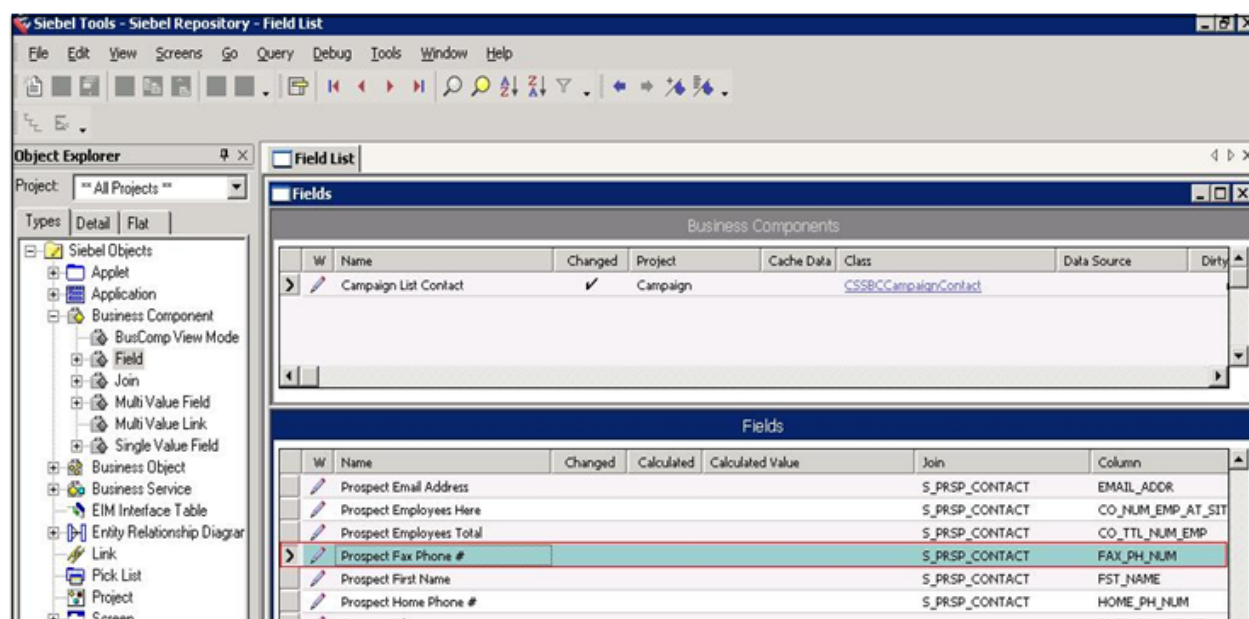 Siebel Tools - Siebel Repository - Field List
File Edit View Screens Go Query Debug Tools Window Help
Object Explorer
Field List
Project: ** All Projects **
Fields
Types Detail Flat
Business Components
Siebel Objects
W Name Changed Project Cache Data Class Data Source Dirty
Applet
Campaign List Contact Campaign CSSBCCampaignContact
Application
Business Component
BusComp View Mode
Field
Join
Multi Value Field
Multi Value Link
Fields
Single Value Field
W Name Changed Calculated Calculated Value Join Column
Business Object
Prospect Email Address S_PRSP_CONTACT EMAIL_ADDR
Business Service
Prospect Employees Here S_PRSP_CONTACT CO_NUM_EMP_AT_SIT
EIM Interface Table
Prospect Employees Total S_PRSP_CONTACT CO_TTL_NUM_EMP
Entity Relationship Diagrar
Prospect Fax Phone # S_PRSP_CONTACT FAX_PH_NUM
Link
Prospect First Name S_PRSP_CONTACT FST_NAME
Pick List
Prospect Home Phone # S_PRSP_CONTACT HOME_PH_NUM
Project
Screen